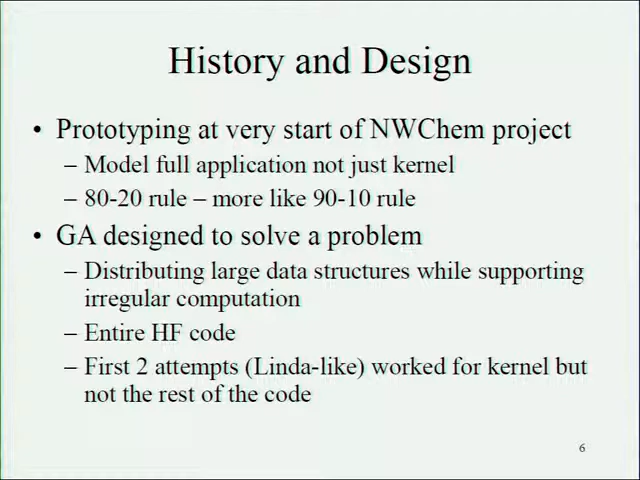 History and Design
• Prototyping at very start of NWChem project
– Model full application not just kernel
– 80-20 rule – more like 90-10 rule
• GA designed to solve a problem
– Distributing large data structures while supporting
irregular computation
– Entire HF code
– First 2 attempts (Linda-like) worked for kernel but
not the rest of the code
6